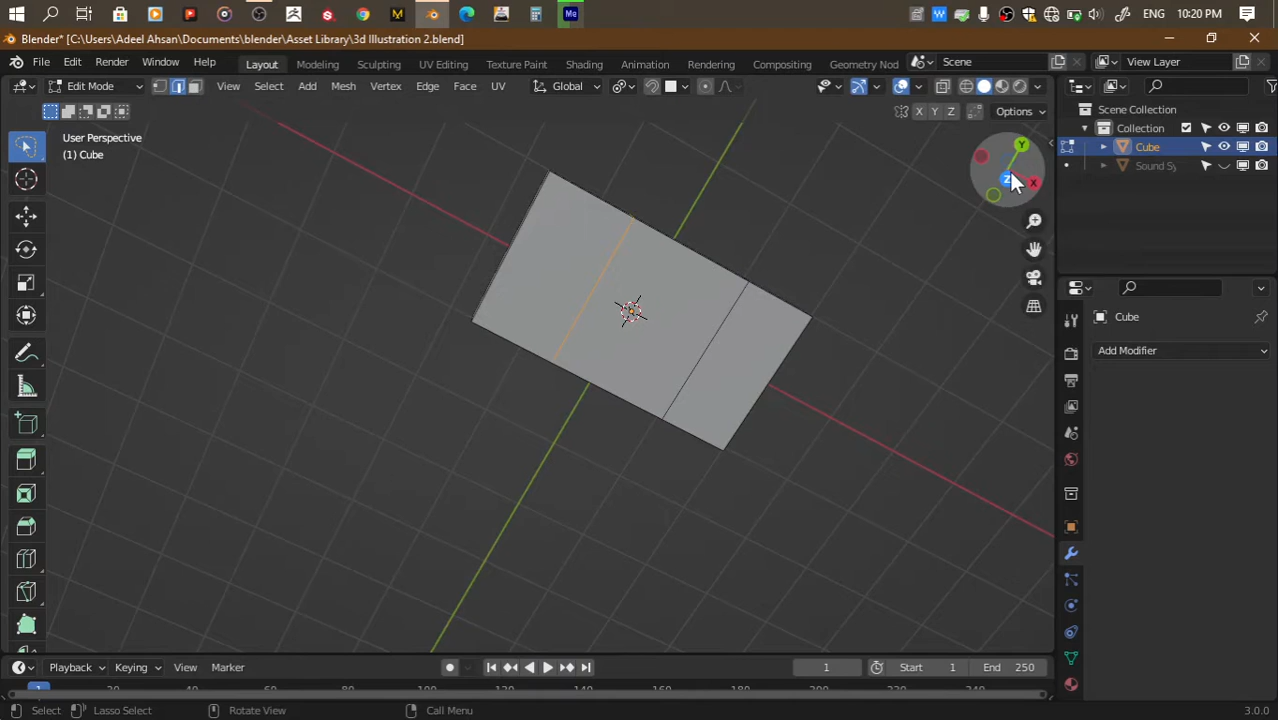 ENG 10:20 PM
Blender* [C:\Users\Adeel Ahsan\Documents\blender\Asset Library\3d Illustration 2.blend]
File Edit Render Window Help Layout Modeling Sculpting UV Editing Texture Paint Shading Animation Rendering Compositing Geometry Nod Scene View Layer
Edit Mode View Select Add Mesh Vertex Edge Face UV Global
X Y Z Options
Scene Collection
User Perspective
(1) Cube
Collection
Cube
Sound Sy
Y
X
Z
Cube
Add Modifier
Playback Keying View Marker 1 Start 1 End 250
1
Select Lasso Select Rotate View Call Menu 3.0.0